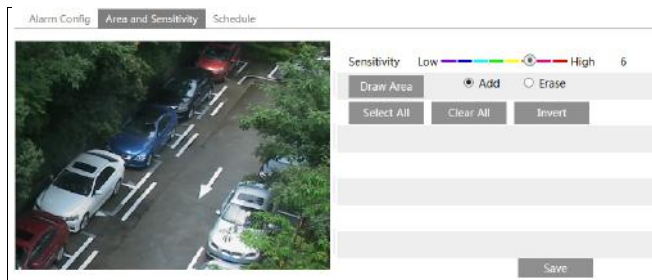 Alarm Config Area and Sensitivity Schedule
Sensitivity Low High 6
Draw Area Add Erase
Select All Clear All Invert
Save